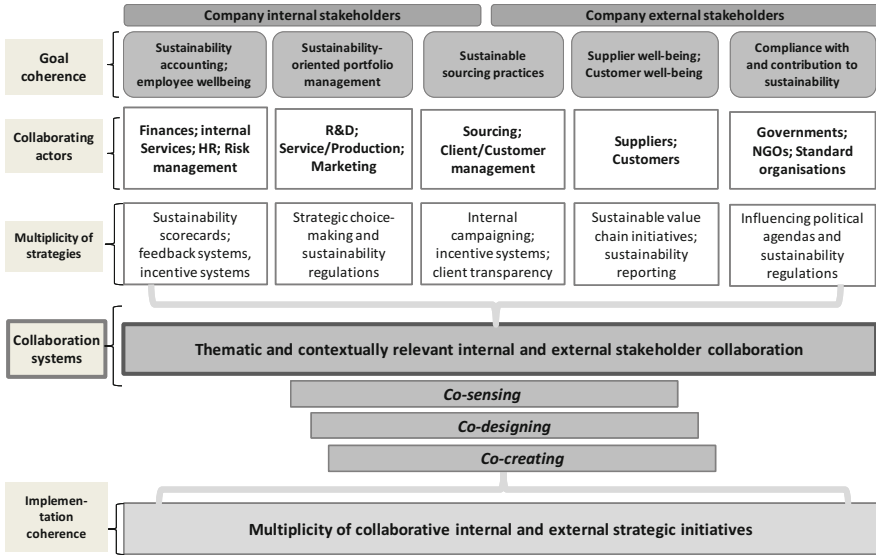 Company internal stakeholders
Company external stakeholders
Goal
coherence
Sustainability
accounting;
employee wellbeing
Sustainability-
oriented portfolio
management
Sustainable
sourcing practices
Supplier well-being;
Customer well-being
Compliance with
and contribution to
sustainability
Collaborating
actors
Finances; internal
Services; HR; Risk
management
R&D;
Service/Production;
Marketing
Sourcing;
Client/Customer
management
Suppliers;
Customers
Governments;
NGOs; Standard
organisations
Multiplicity of
strategies
Sustainability
scorecards;
feedback systems,
incentive systems
Strategic choice-
making and
sustainability
regulations
Internal
campaigning;
incentive systems;
client transparency
Sustainable value
chain initiatives;
sustainability
reporting
Influencing political
agendas and
sustainability
regulations
Collaboration
systems
Thematic and contextually relevant internal and external stakeholder collaboration
Co-sensing
Co-designing
Co-creating
Implemen-
tation
coherence
Multiplicity of collaborative internal and external strategic initiatives